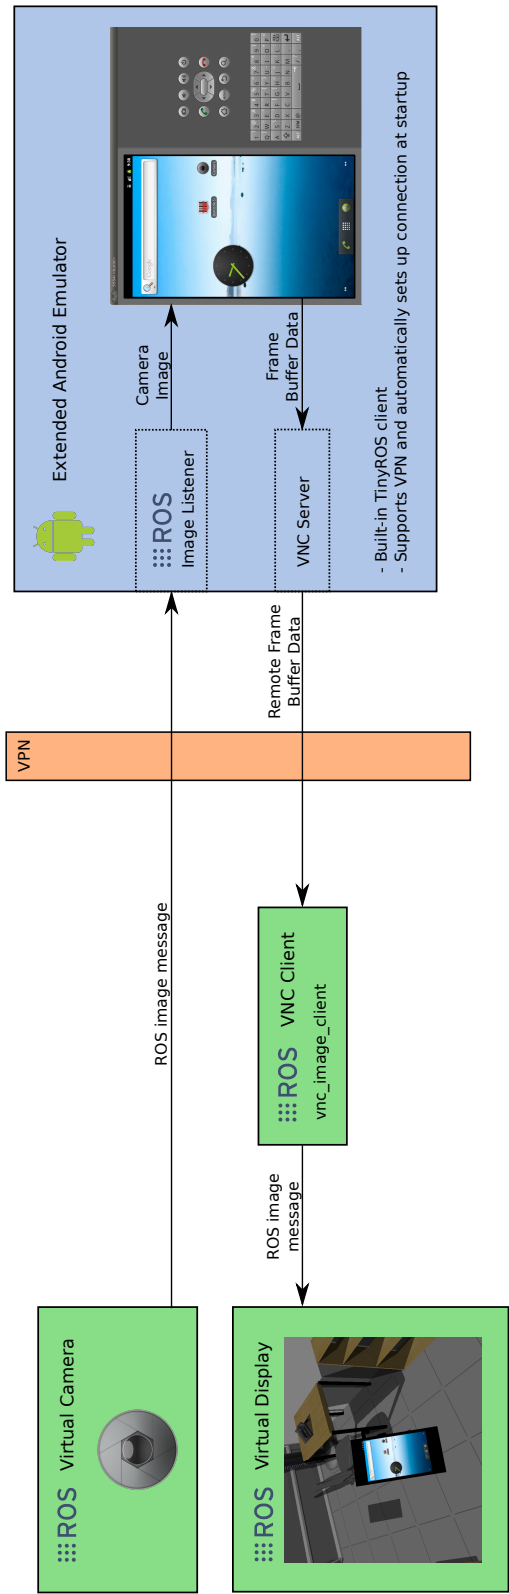 ROS Virtual Camera
ROS image message
VPN
Extended Android Emulator
ROS
Image Listener
Camera
Image
Google
Frame
Buffer Data
VNC Server
Remote Frame
Buffer Data
- Built-in TinyROS client
- Supports VPN and automatically sets up connection at startup
ROS VNC Client
vnc_image_client
ROS image
message
ROS Virtual Display